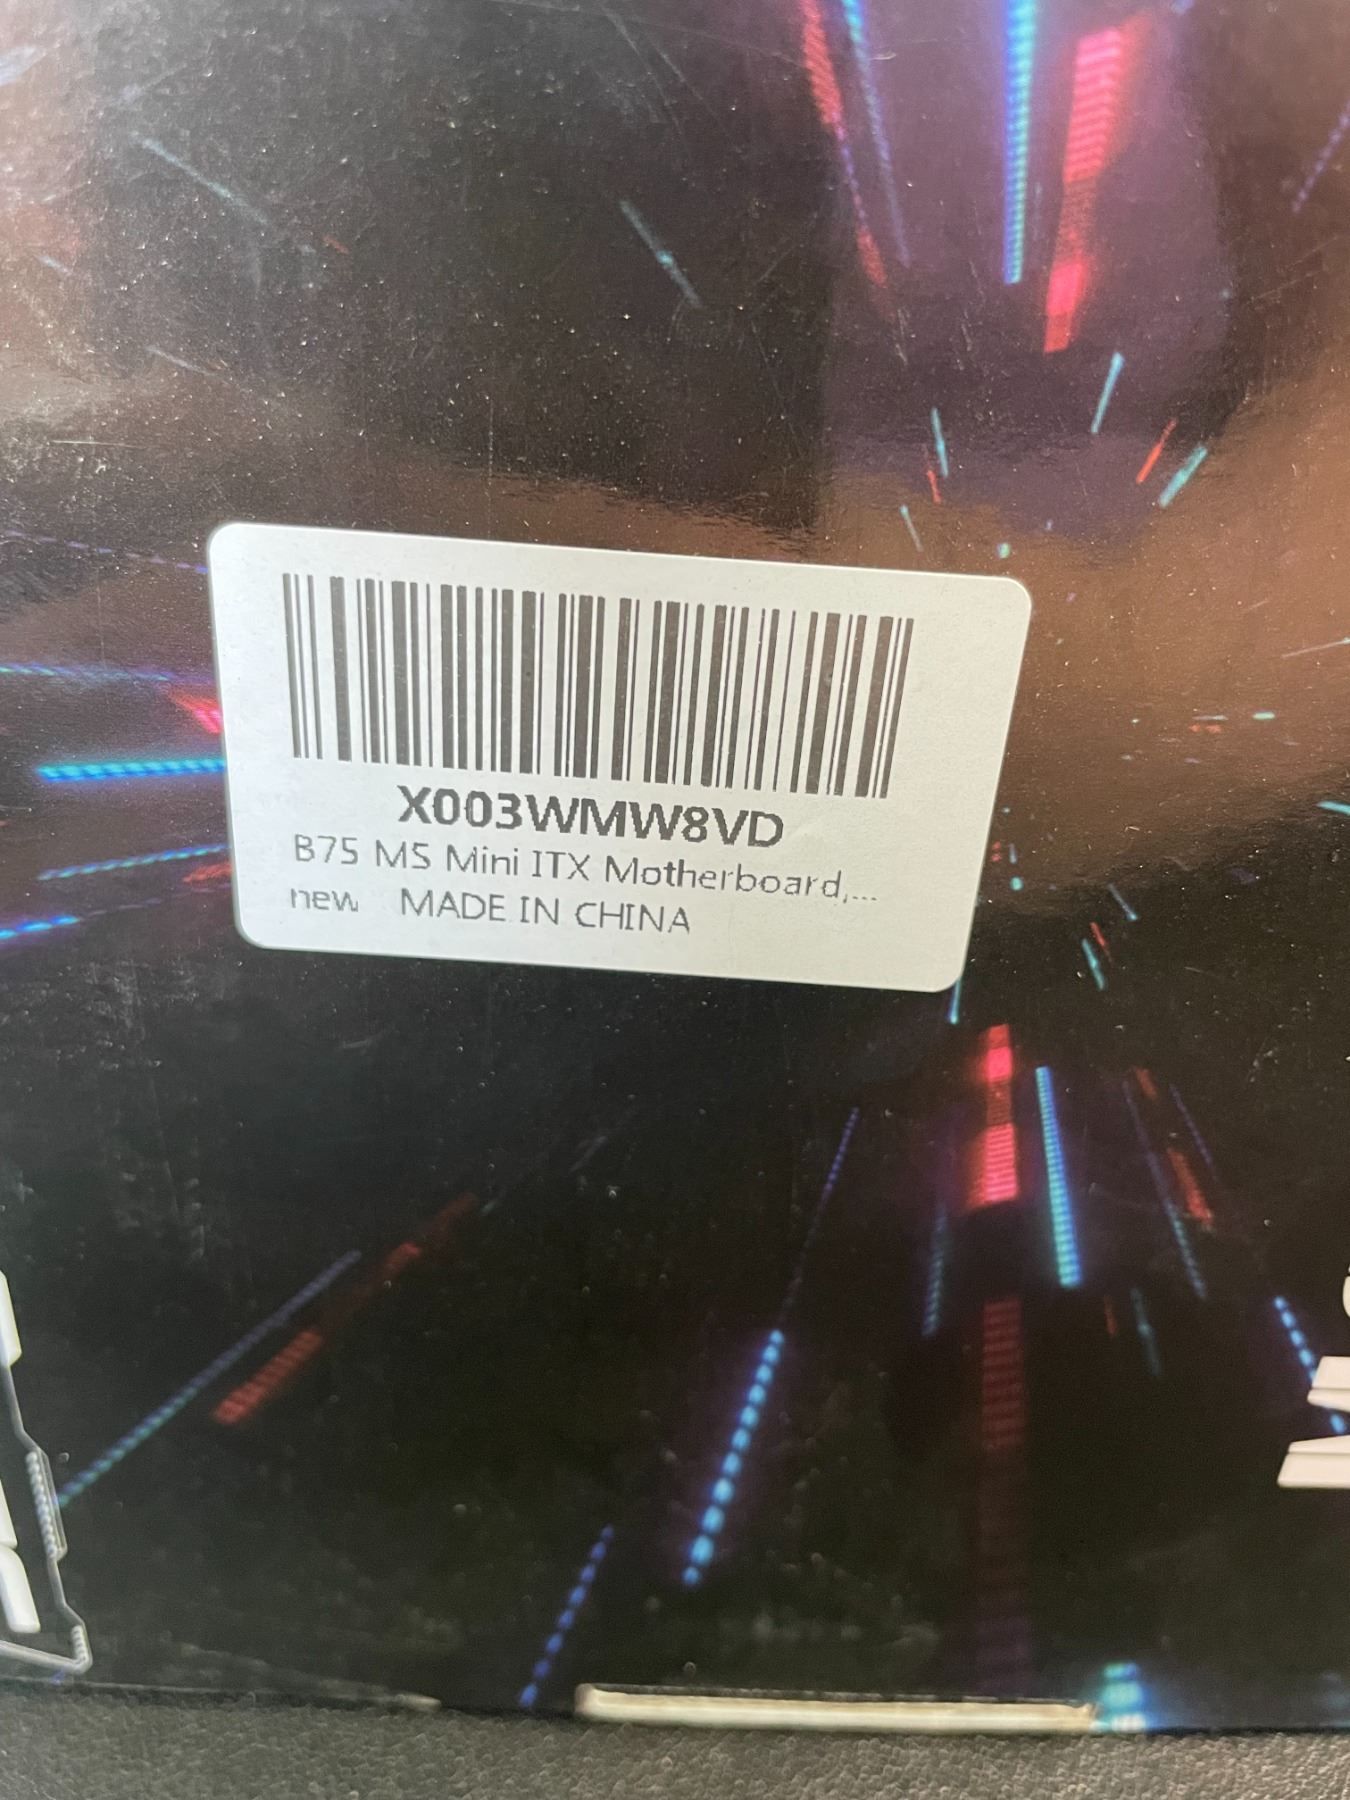 X003WMW8VD
B75 MS Mini ITX Motherboard,...
new MADE IN CHINA